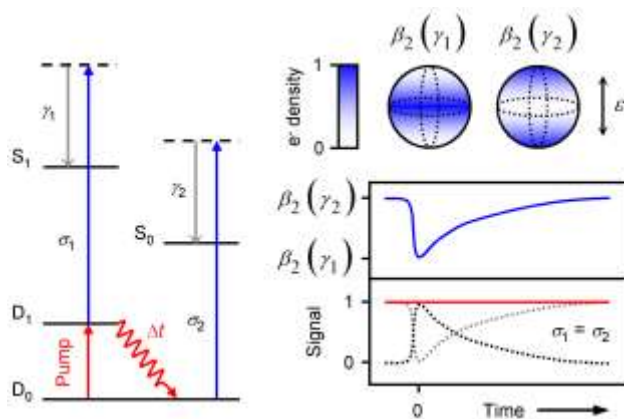 γ₁
S₁
σ₁
γ₂
S₀
σ₂
D₁
Δt
Pump
D₀
β₂(γ₁)
β₂(γ₂)
1
e⁻ density
0
ε
β₂(γ₂)
β₂(γ₁)
1
Signal
σ₁ = σ₂
0
0
Time